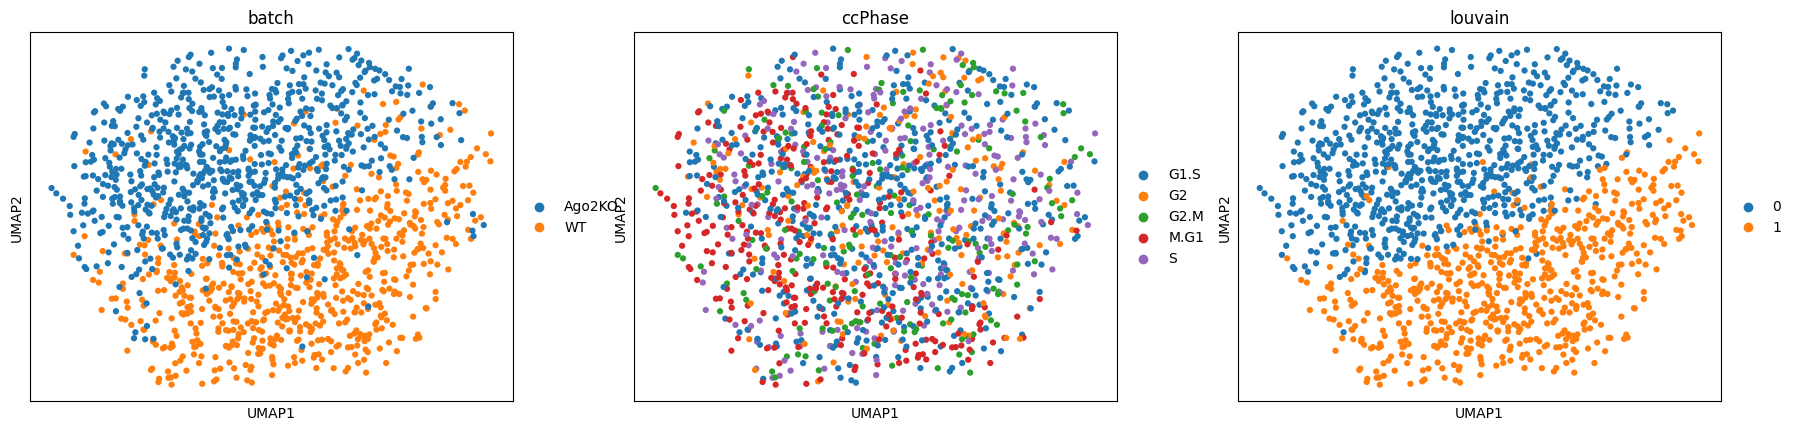 batch
UMAP2
UMAP1
Ago2KO
WT
ccPhase
UMAP2
UMAP1
G1.S
G2
G2.M
M.G1
S
louvain
UMAP2
UMAP1
0
1